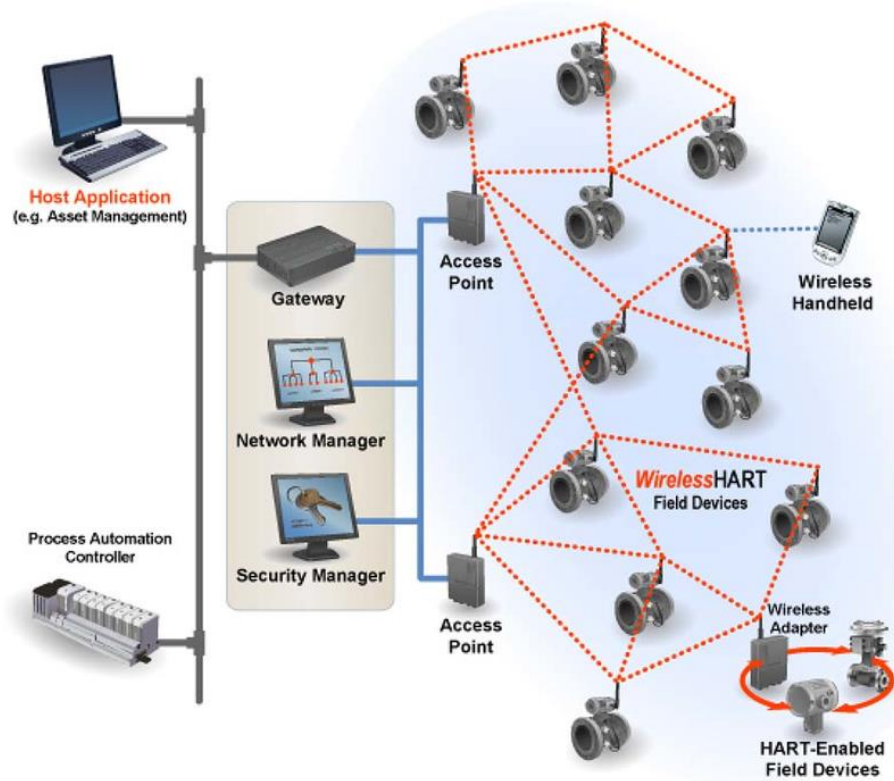 Host Application
(e.g. Asset Management)
Gateway
Network Manager
Security Manager
Process Automation
Controller
Access
Point
Access
Point
Wireless
Handheld
WirelessHART
Field Devices
Wireless
Adapter
HART-Enabled
Field Devices